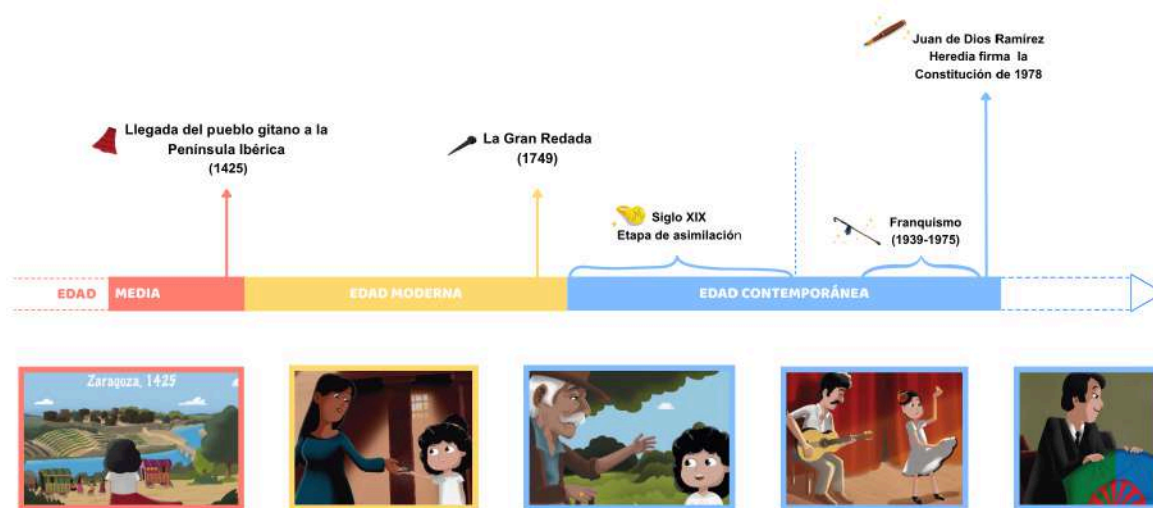 Juan de Dios Ramírez
Heredia firma la
Constitución de 1978
Llegada del pueblo gitano a la
Península Ibérica
(1425)
La Gran Redada
(1749)
Siglo XIX
Etapa de asimilación
Franquismo
(1939-1975)
EDAD MEDIA
EDAD MODERNA
EDAD CONTEMPORÁNEA
Zaragoza, 1425